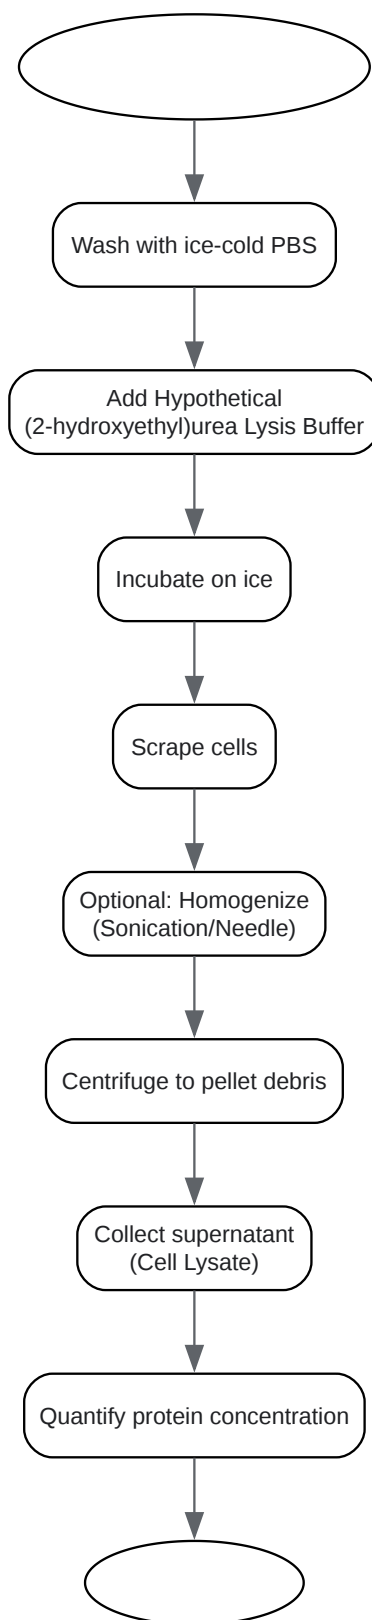 Wash with ice-cold PBS
Add Hypothetical
(2-hydroxyethyl)urea Lysis Buffer
Incubate on ice
Scrape cells
Optional: Homogenize
(Sonication/Needle)
Centrifuge to pellet debris
Collect supernatant
(Cell Lysate)
Quantify protein concentration